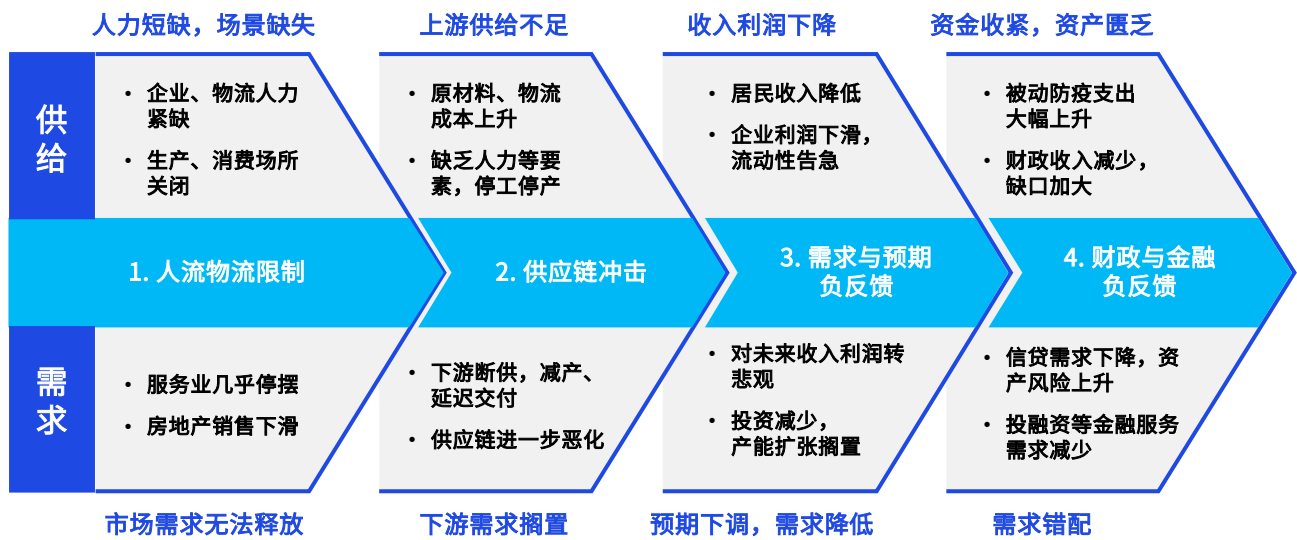 人力短缺，场景缺失
上游供给不足
收入利润下降
资金收紧，资产匮乏
供
给
• 企业、物流人力
紧缺
• 生产、消费场所
关闭
• 原材料、物流
成本上升
• 缺乏人力等要
素，停工停产
• 居民收入降低
• 企业利润下滑，
流动性告急
• 被动防疫支出
大幅上升
• 财政收入减少，
缺口加大
1. 人流物流限制
2. 供应链冲击
3. 需求与预期
负反馈
4. 财政与金融
负反馈
需
求
• 服务业几乎停摆
• 房地产销售下滑
• 下游断供，减产、
延迟交付
• 供应链进一步恶化
• 对未来收入利润转
悲观
• 投资减少，
产能扩张搁置
• 信贷需求下降，资
产风险上升
• 投融资等金融服务
需求减少
市场需求无法释放
下游需求搁置
预期下调，需求降低
需求错配